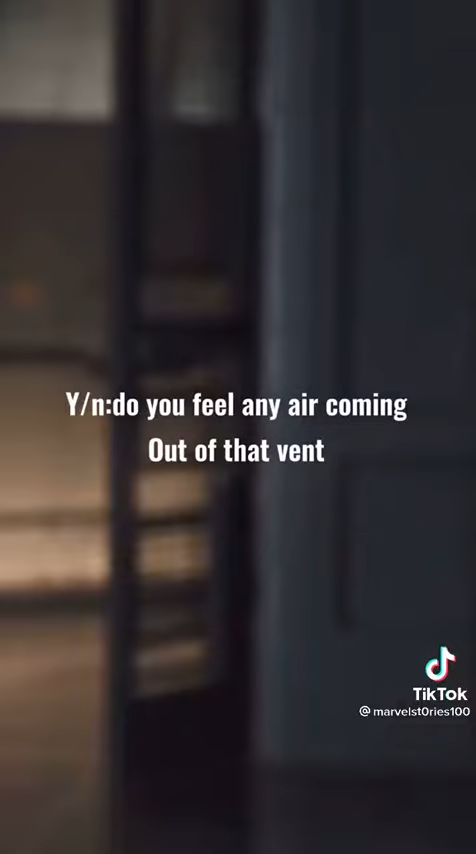 Y/n:do you feel any air coming
Out of that vent
TikTok
@marvelst0ries100